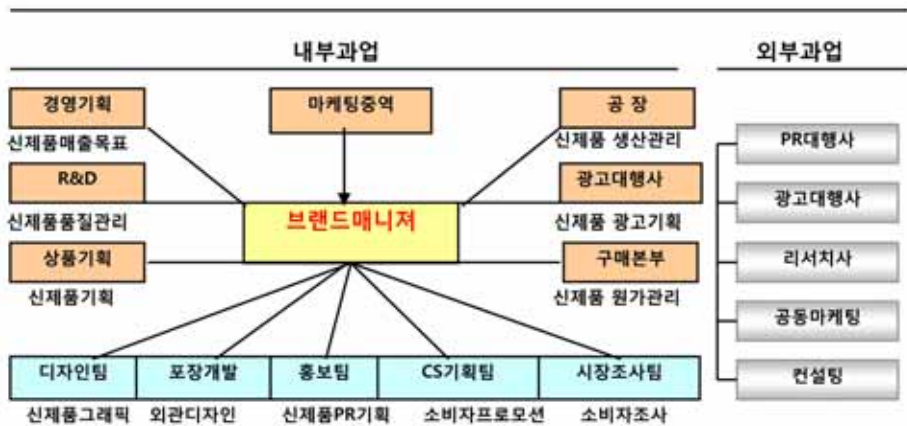 내부과업
외부과업
경영기획
마케팅중역
공 장
신제품매출목표
신제품 생산관리
PR대행사
R&D
광고대행사
신제품품질관리
브랜드매니져
신제품 광고기획
광고대행사
상품기획
구매본부
리서치사
신제품기획
신제품 원가관리
공동마케팅
디자인팀
포장개발
홍보팀
CS기획팀
시장조사팀
컨설팅
신제품그래픽
외관디자인
신제품PR기획
소비자프로모션
소비자조사